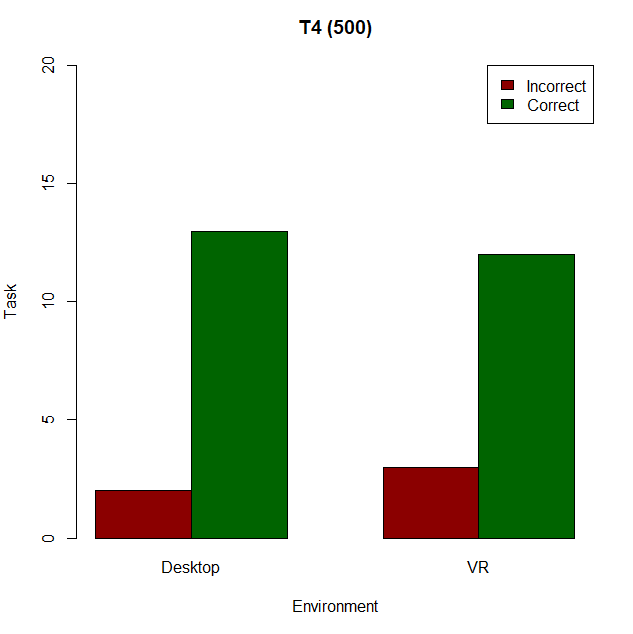 T4 (500)
20
15
10
5
0
Task
Incorrect
Correct
Desktop
VR
Environment